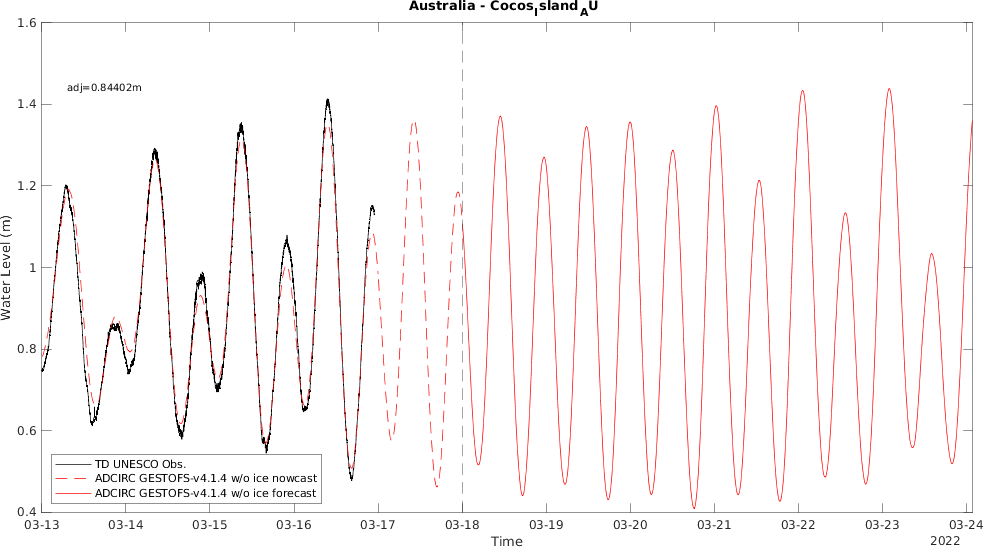 Australia - Cocos_Island_AU
1.6
adj=0.84402m
1.4
1.2
1
0.8
0.6
0.4
Water Level (m)
TD UNESCO Obs.
ADCIRC GESTOFS-v4.1.4 w/o ice nowcast
ADCIRC GESTOFS-v4.1.4 w/o ice forecast
03-13 03-14 03-15 03-16 03-17 03-18 03-19 03-20 03-21 03-22 03-23 03-24
Time
2022